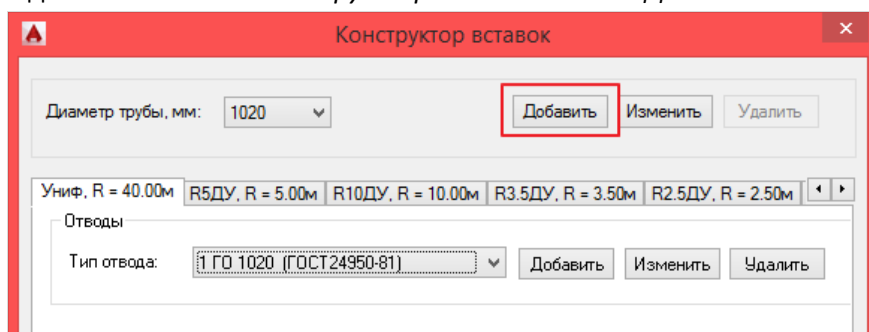 Конструктор вставок
Диаметр трубы, мм: 1020 Добавить Изменить Удалить
Униф, R = 40.00м R5ДУ, R = 5.00м R10ДУ, R = 10.00м R3.5ДУ, R = 3.50м R2.5ДУ, R = 2.50м
Отводы
Тип отвода: 1 ГО 1020 (ГОСТ24950-81) Добавить Изменить Удалить